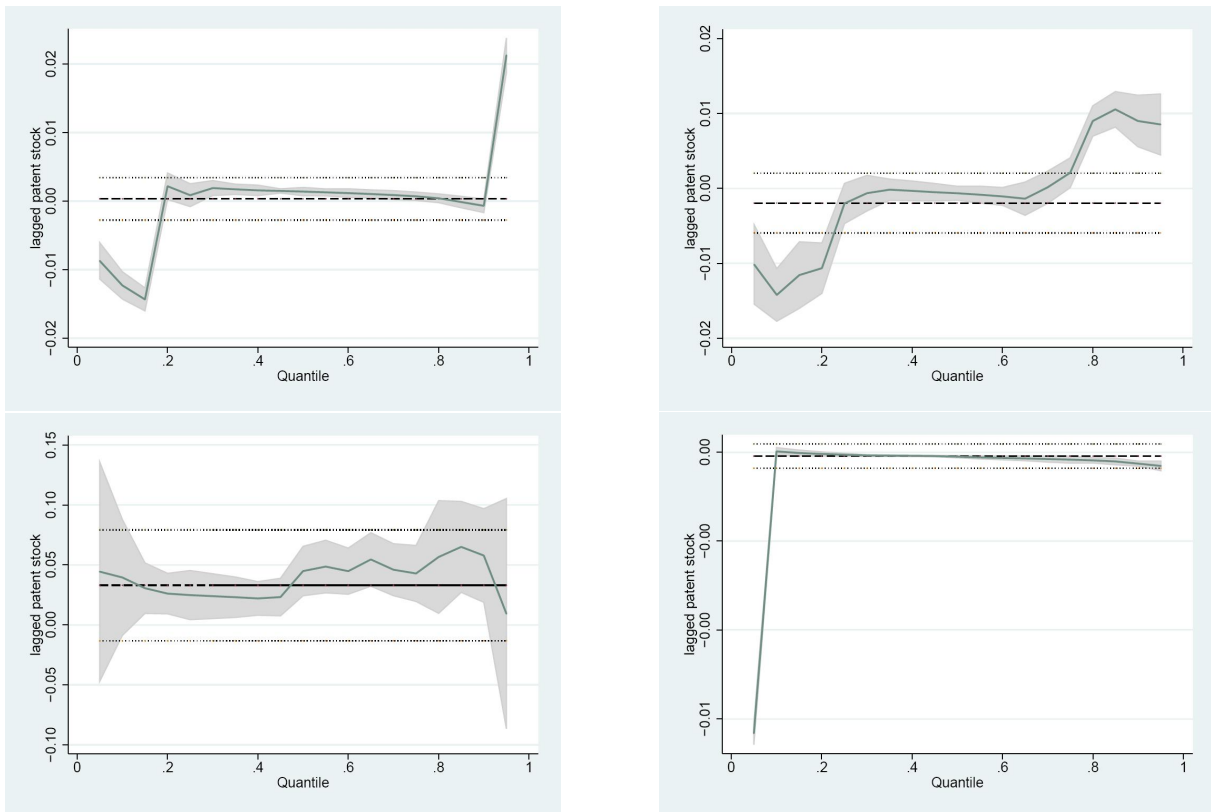 0.02
0.01
0.00
−0.01
−0.02
lagged patent stock
0 .2 .4 .6 .8 1
Quantile
0.02
0.01
0.00
−0.01
−0.02
lagged patent stock
0 .2 .4 .6 .8 1
Quantile
0.15
0.10
0.05
0.00
−0.05
−0.10
lagged patent stock
0 .2 .4 .6 .8 1
Quantile
0.00
−0.00
−0.00
−0.01
lagged patent stock
0 .2 .4 .6 .8 1
Quantile